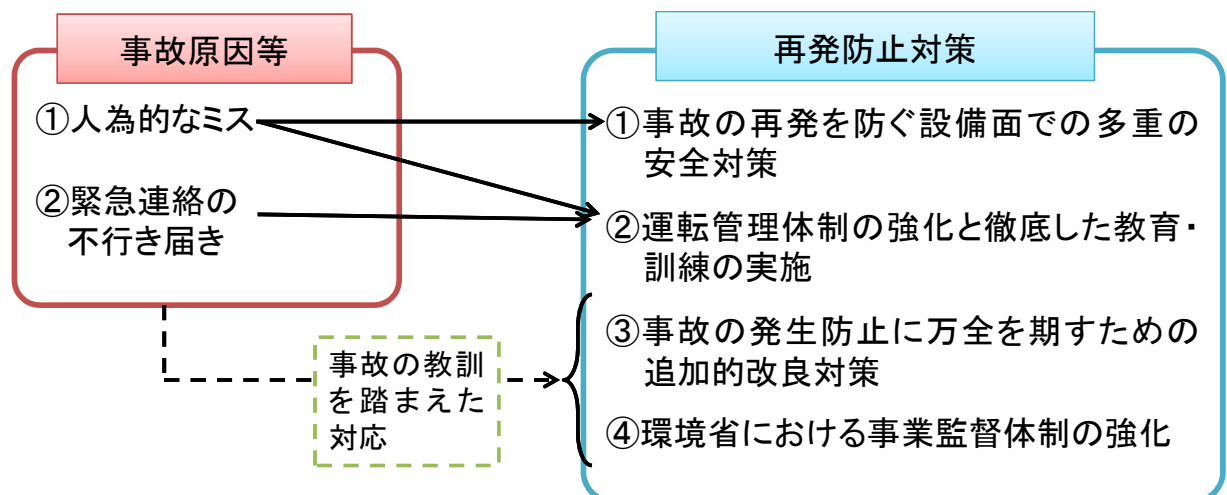 事故原因等
①人為的なミス
②緊急連絡の
不行き届き
事故の教訓
を踏まえた
対応
再発防止対策
①事故の再発を防ぐ設備面での多重の
安全対策
②運転管理体制の強化と徹底した教育・
訓練の実施
③事故の発生防止に万全を期すための
追加的改良対策
④環境省における事業監督体制の強化